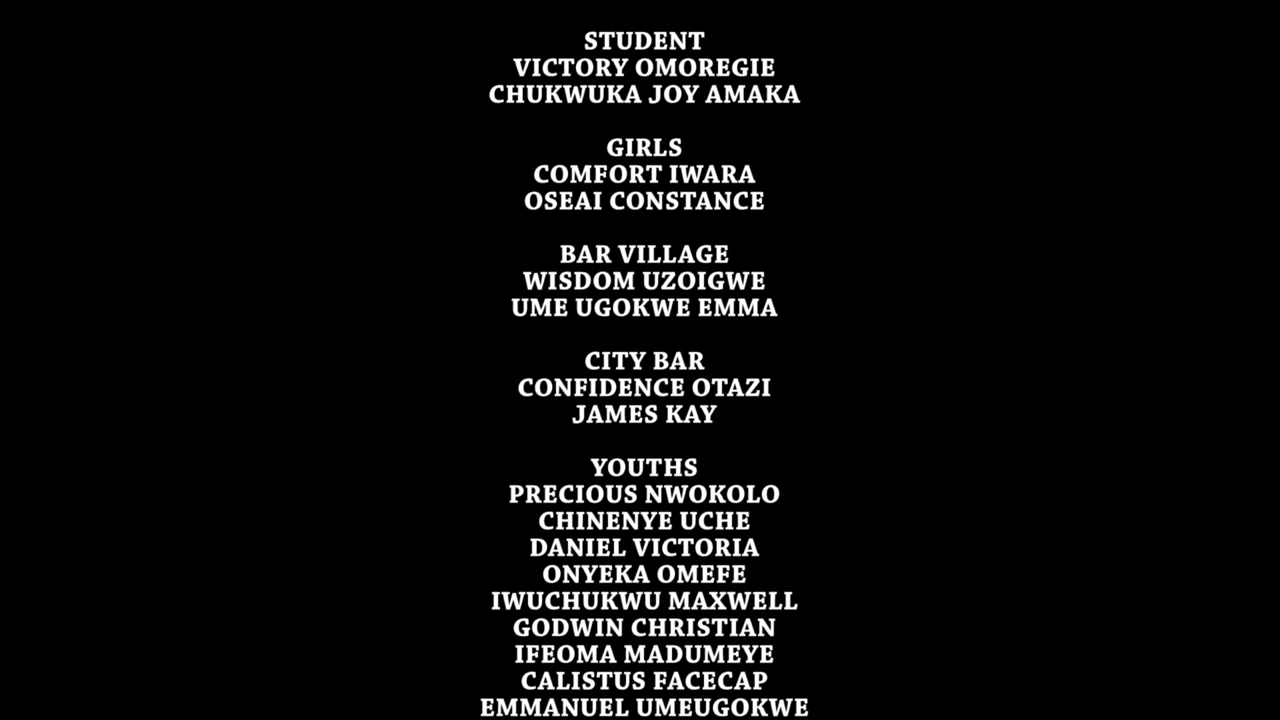 STUDENT
VICTORY OMOREGIE
CHUKWUKA JOY AMAKA
GIRLS
COMFORT IWARA
OSEAI CONSTANCE
BAR VILLAGE
WISDOM UZOIGWE
UME UGOKWE EMMA
CITY BAR
CONFIDENCE OTAZI
JAMES KAY
YOUTHS
PRECIOUS NWOKOLO
CHINENYE UCHE
DANIEL VICTORIA
ONYEKA OMEFE
IWUCHUKWU MAXWELL
GODWIN CHRISTIAN
IFEOMA MADUMEYE
CALISTUS FACECAP
EMMANUEL UMEUGOKWE